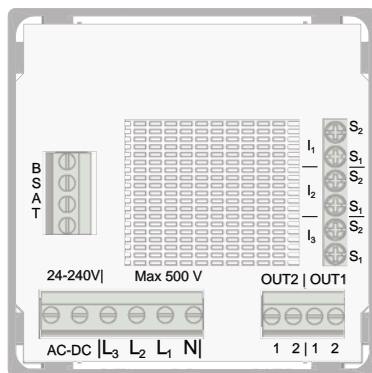 S₂
I₁
S₁
B
S
A
T
S₂
I₂
S₁
S₂
I₃
S₁
24-240V| Max 500 V OUT2 | OUT1
AC-DC |L₃ L₂ L₁ N| 1 2|1 2